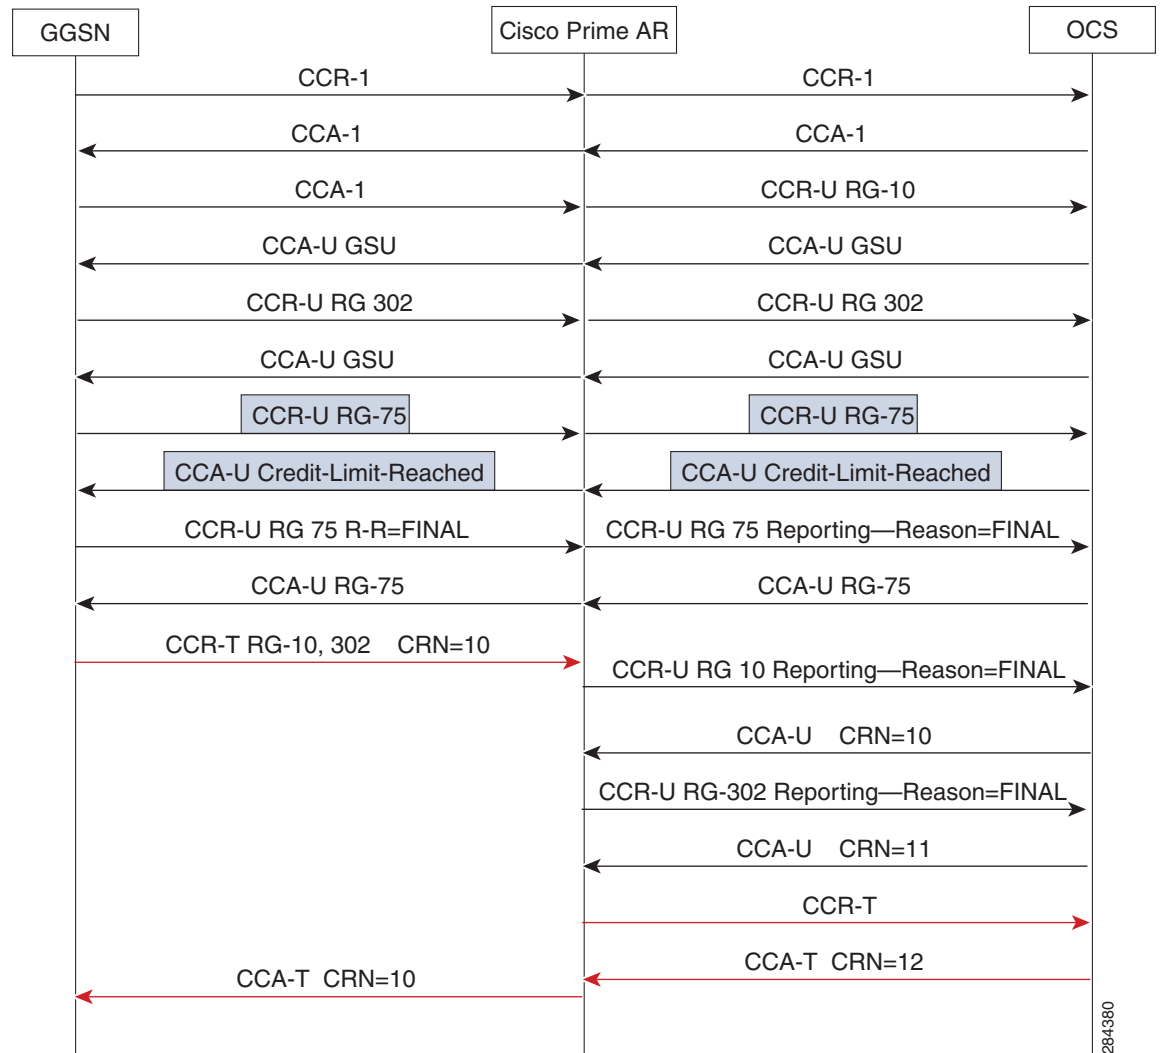 GGSN
Cisco Prime AR
OCS
CCR-1
CCR-1
CCA-1
CCA-1
CCA-1
CCR-U RG-10
CCA-U GSU
CCA-U GSU
CCR-U RG 302
CCR-U RG 302
CCA-U GSU
CCA-U GSU
CCR-U RG-75
CCR-U RG-75
CCA-U Credit-Limit-Reached
CCA-U Credit-Limit-Reached
CCR-U RG 75 R-R=FINAL
CCR-U RG 75 Reporting—Reason=FINAL
CCA-U RG-75
CCA-U RG-75
CCR-T RG-10, 302 CRN=10
CCR-U RG 10 Reporting—Reason=FINAL
CCA-U CRN=10
CCR-U RG-302 Reporting—Reason=FINAL
CCA-U CRN=11
CCR-T
CCA-T CRN=12
CCA-T CRN=10
284380